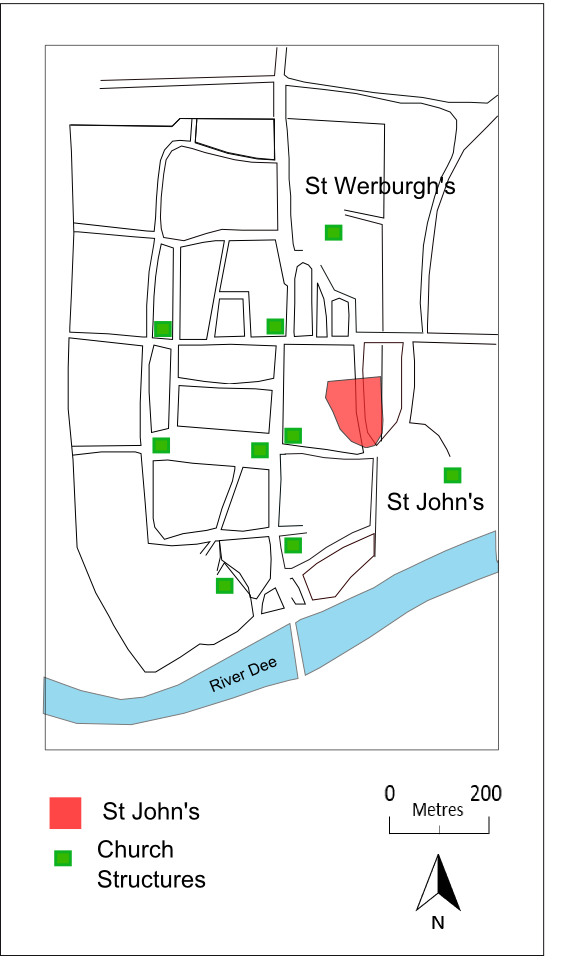 St Werburgh's
St John's
River Dee
St John's
Church
Structures
0 200
Metres
N